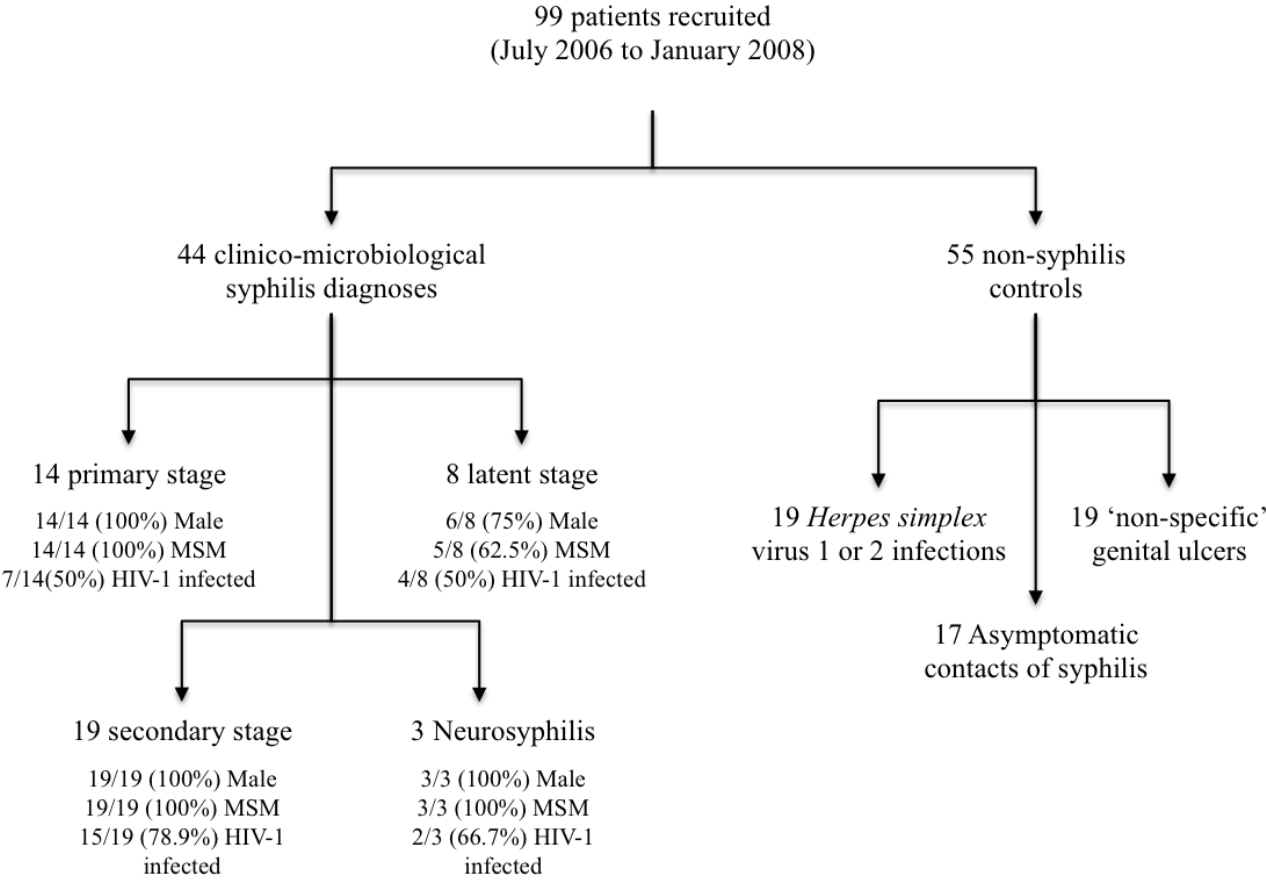 99 patients recruited
(July 2006 to January 2008)
44 clinico-microbiological
syphilis diagnoses
55 non-syphilis
controls
14 primary stage
14/14 (100%) Male
14/14 (100%) MSM
7/14(50%) HIV-1 infected
8 latent stage
6/8 (75%) Male
5/8 (62.5%) MSM
4/8 (50%) HIV-1 infected
19 Herpes simplex
virus 1 or 2 infections
19 ‘non-specific’
genital ulcers
17 Asymptomatic
contacts of syphilis
19 secondary stage
19/19 (100%) Male
19/19 (100%) MSM
15/19 (78.9%) HIV-1
infected
3 Neurosyphilis
3/3 (100%) Male
3/3 (100%) MSM
2/3 (66.7%) HIV-1
infected